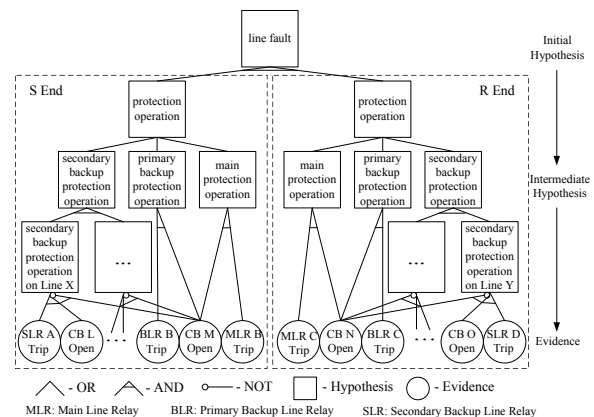 line fault
Initial
Hypothesis
S End
R End
protection
operation
protection
operation
secondary
backup
protection
operation
primary
backup
protection
operation
main
protection
operation
main
protection
operation
primary
backup
protection
operation
secondary
backup
protection
operation
Intermediate
Hypothesis
secondary
backup
protection
operation
on Line X
...
...
secondary
backup
protection
operation
on Line Y
SLR A
Trip
CB L
Open
...
BLR B
Trip
CB M
Open
MLR B
Trip
MLR C
Trip
CB N
Open
BLR C
Trip
...
CB O
Open
SLR D
Trip
Evidence
- OR - AND - NOT - Hypothesis - Evidence
MLR: Main Line Relay BLR: Primary Backup Line Relay SLR: Secondary Backup Line Relay